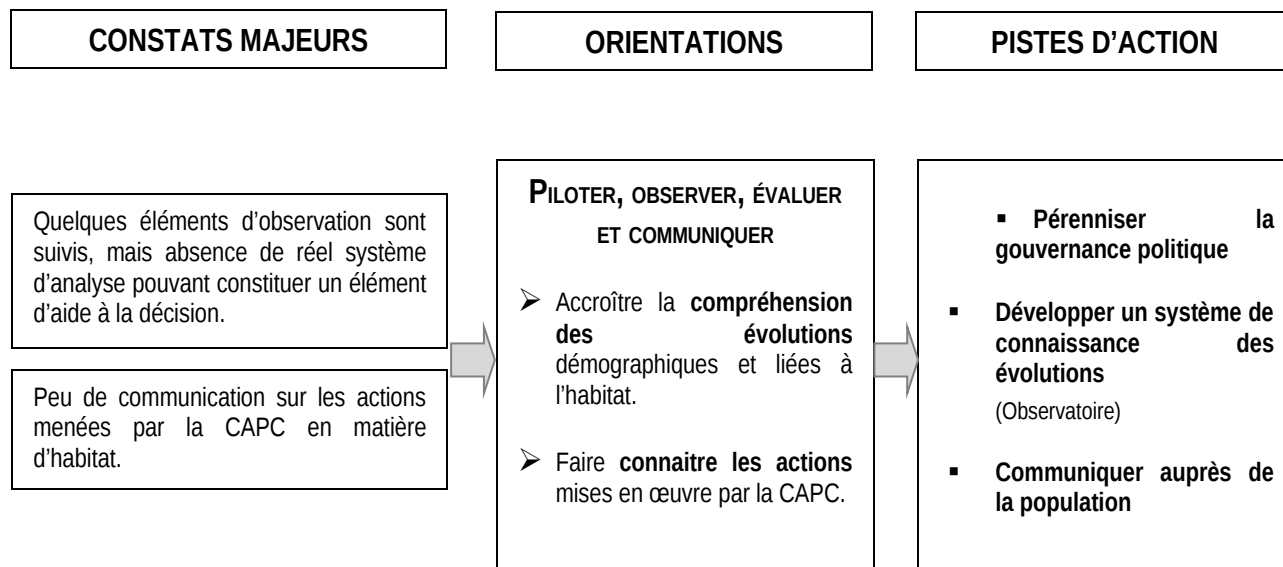 CONSTATS MAJEURS
ORIENTATIONS
PISTES D’ACTION
Quelques éléments d’observation sont
suivis, mais absence de réel système
d’analyse pouvant constituer un élément
d’aide à la décision.
Peu de communication sur les actions
menées par la CAPC en matière
d’habitat.
PILOTER, OBSERVER, ÉVALUER
ET COMMUNIQUER
➢ Accroître la compréhension
des évolutions
démographiques et liées à
l’habitat.
➢ Faire connaitre les actions
mises en œuvre par la CAPC.
▪ Pérenniser la
gouvernance politique
▪ Développer un système de
connaissance des
évolutions
(Observatoire)
▪ Communiquer auprès de
la population